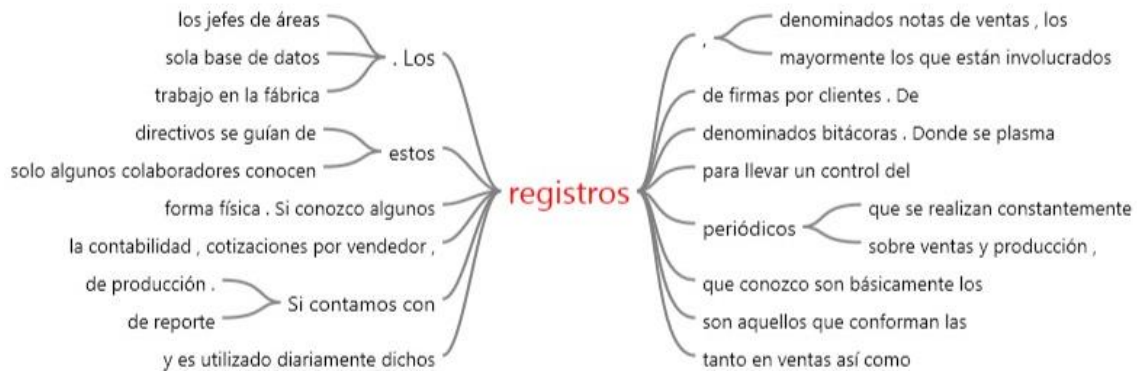 los jefes de áreas
sola base de datos
trabajo en la fábrica
. Los
directivos se guían de
solo algunos colaboradores conocen
estos
forma física . Si conozco algunos
la contabilidad , cotizaciones por vendedor ,
de producción .
de reporte
Si contamos con
y es utilizado diariamente dichos
registros
,
denominados notas de ventas , los
mayormente los que están involucrados
de firmas por clientes . De
denominados bitácoras . Donde se plasma
para llevar un control del
periódicos
que se realizan constantemente
sobre ventas y producción ,
que conozco son básicamente los
son aquellos que conforman las
tanto en ventas así como